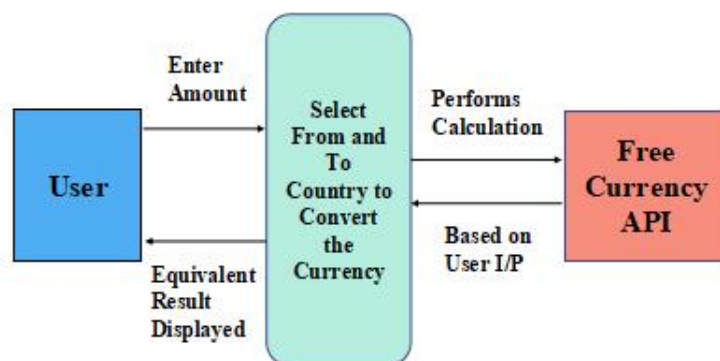 User
Enter
Amount
Equivalent
Result
Displayed
Select
From and
To
Country to
Convert
the
Currency
Performs
Calculation
Based on
User I/P
Free
Currency
API